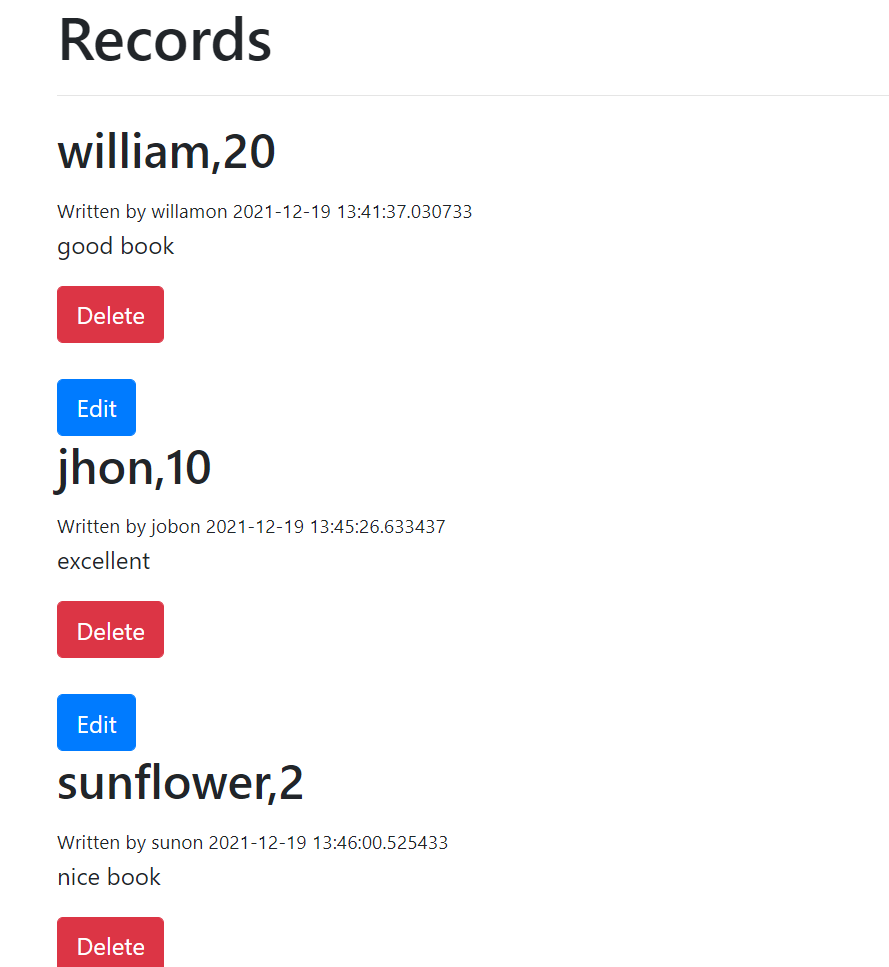 Records
william,20
Written by willamon 2021-12-19 13:41:37.030733
good book
Delete
Edit
jhon,10
Written by jobon 2021-12-19 13:45:26.633437
excellent
Delete
Edit
sunflower,2
Written by sunon 2021-12-19 13:46:00.525433
nice book
Delete